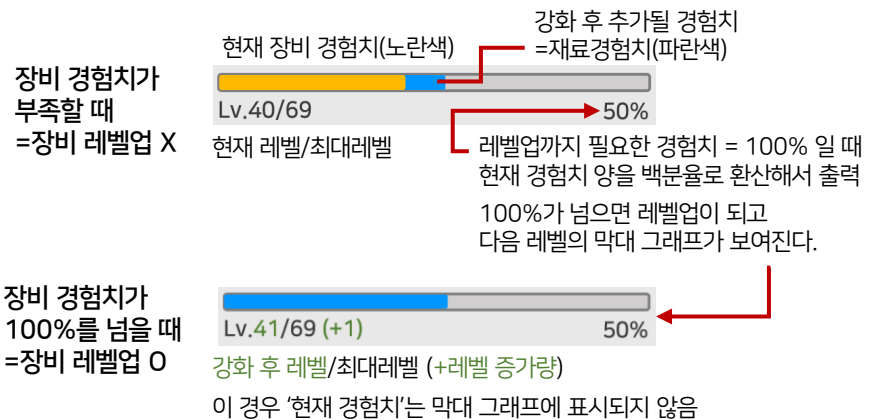 강화 후 추가될 경험치
=재료경험치(파란색)
현재 장비 경험치(노란색)
장비 경험치가
부족할 때
=장비 레벨업 X
Lv.40/69
50%
현재 레벨/최대레벨
레벨업까지 필요한 경험치 = 100% 일 때
현재 경험치 양을 백분율로 환산해서 출력
100%가 넘으면 레벨업이 되고
다음 레벨의 막대 그래프가 보여진다.
장비 경험치가
100%를 넘을 때
=장비 레벨업 O
Lv.41/69 (+1)
50%
강화 후 레벨/최대레벨 (+레벨 증가량)
이 경우 ‘현재 경험치’는 막대 그래프에 표시되지 않음